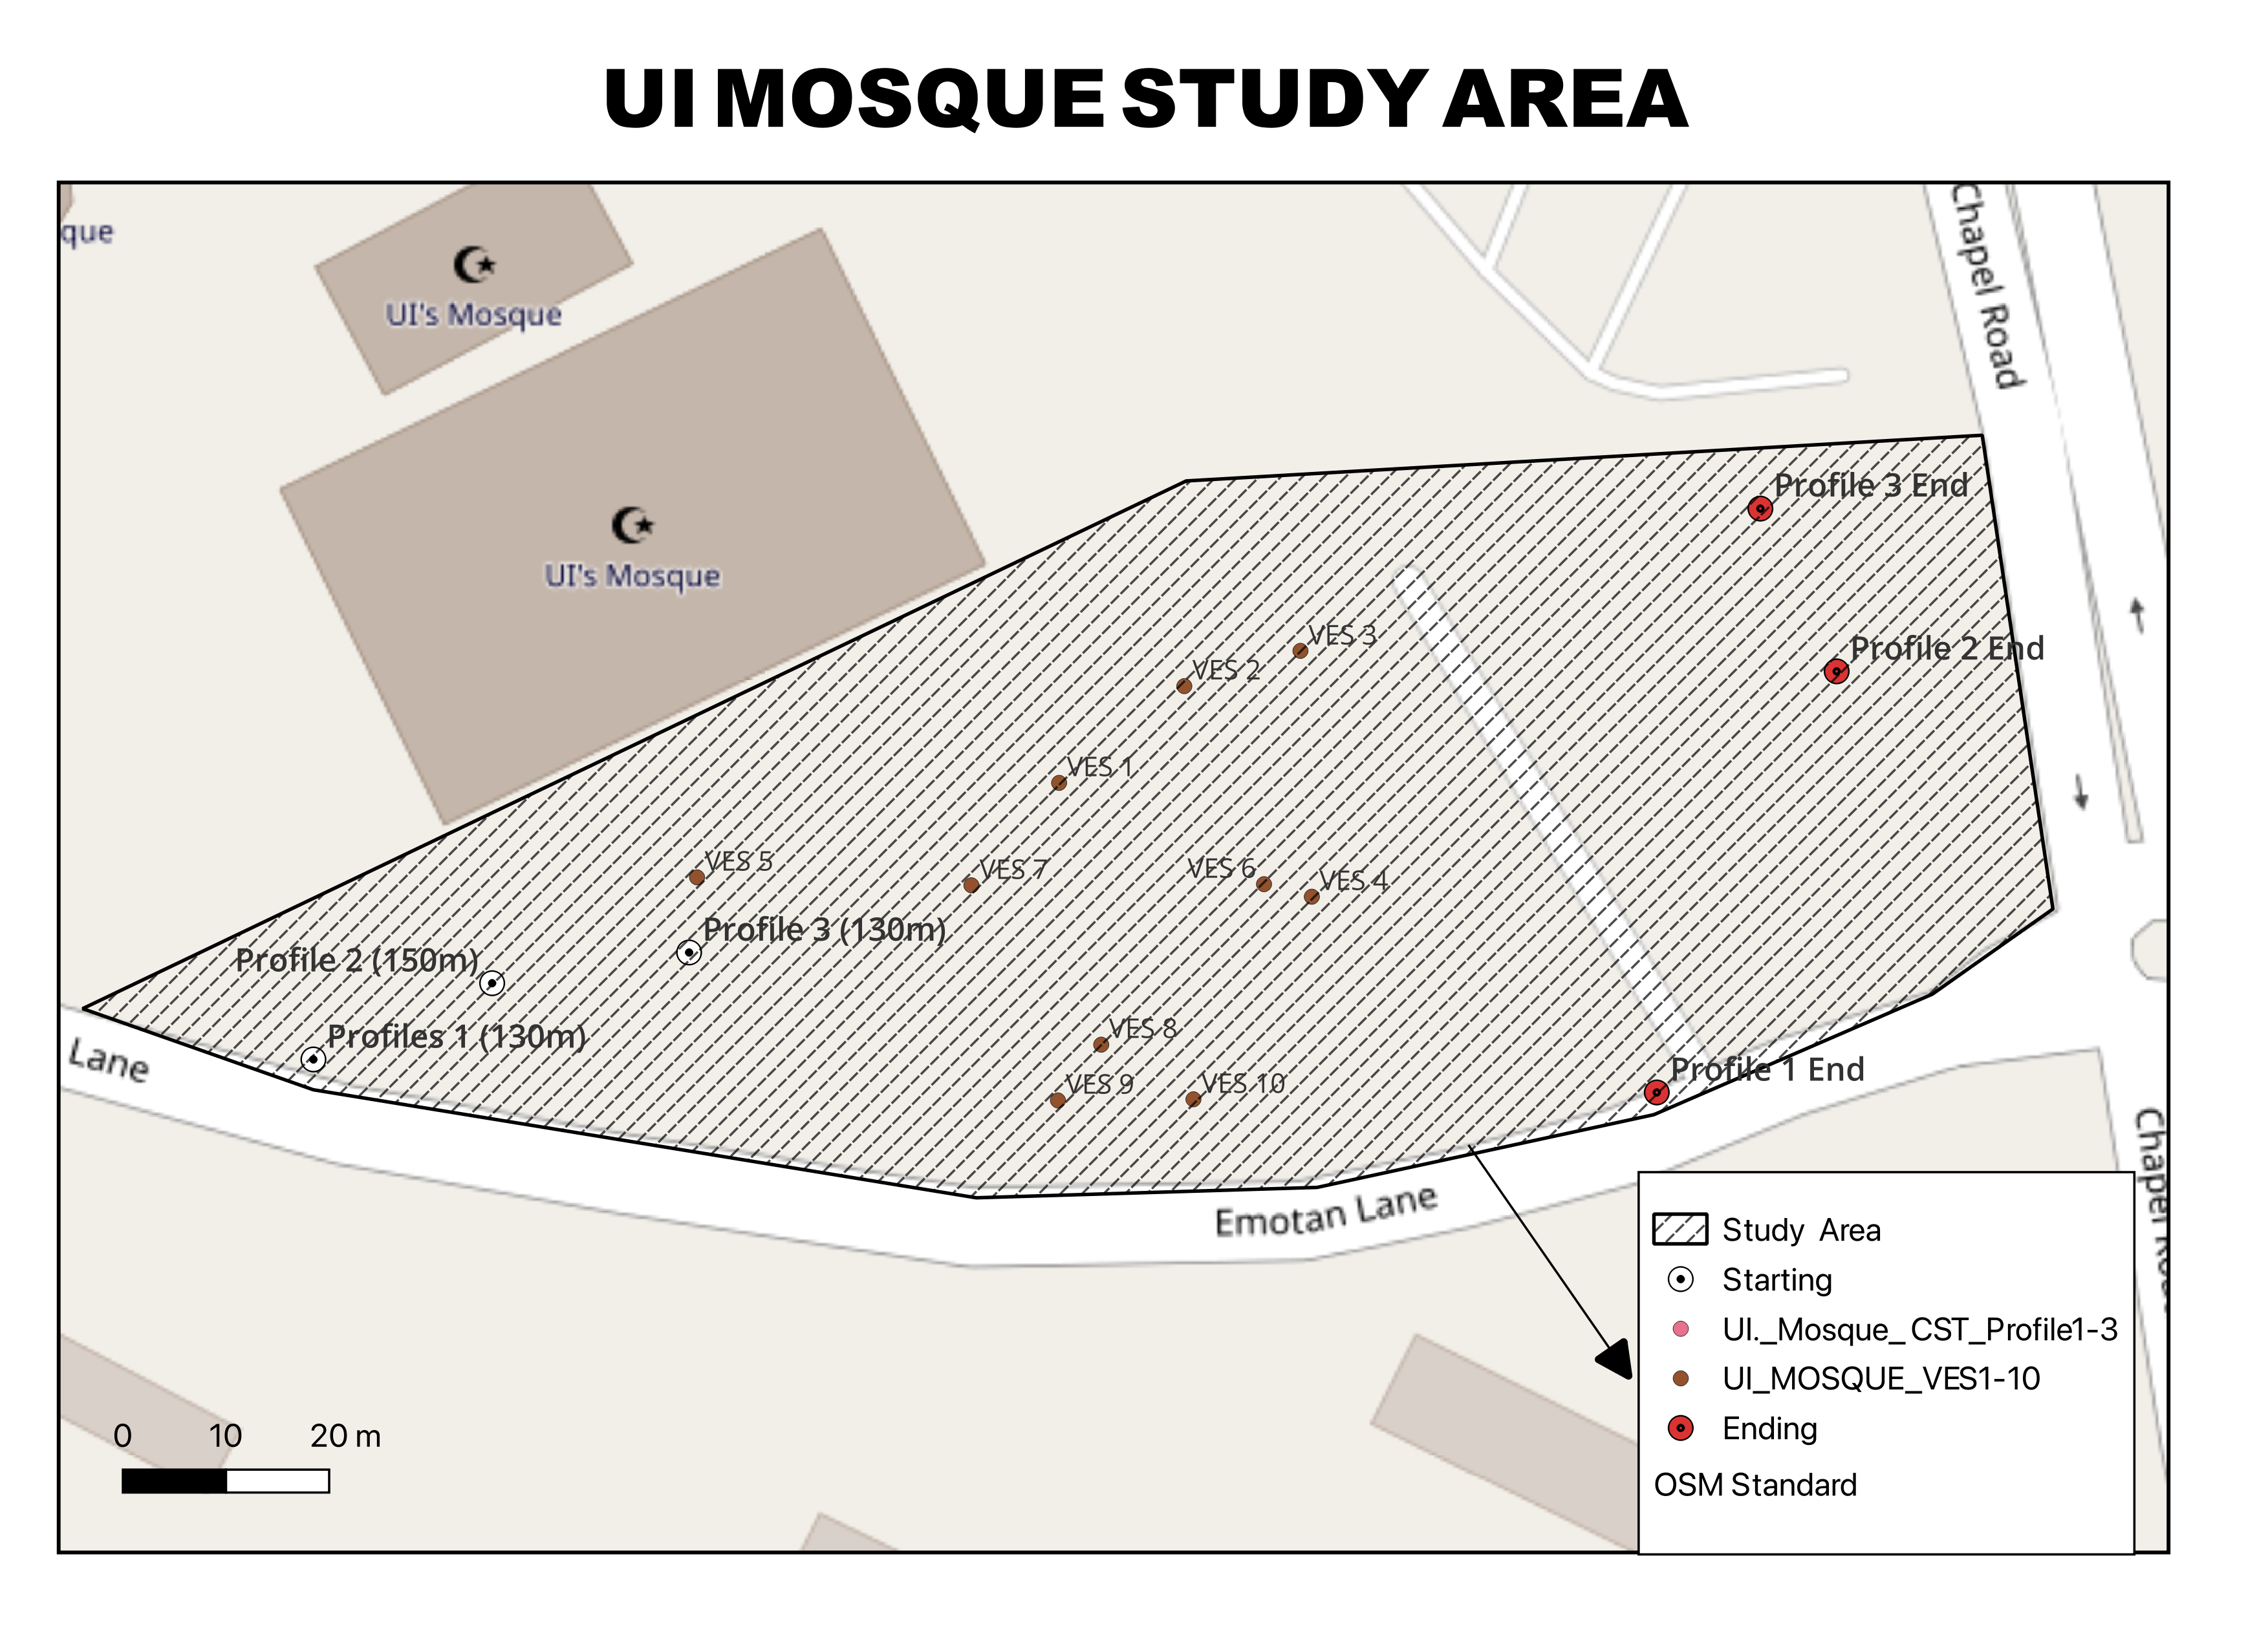 UI MOSQUE STUDY AREA
que
UI's Mosque
Chapel Road
UI's Mosque
Profile 3 End
VES 3
Profile 2 End
VES 2
VES 1
VES 5
VES 7
VES 6
VES 4
Profile 3 (130m)
Profile 2 (150m)
Profiles 1 (130m)
VES 8
Lane
Profile 1 End
VES 9
VES 10
Emotan Lane
Chapel Road
Study Area
Starting
UI._Mosque_CST_Profile1-3
UI_MOSQUE_VES1-10
Ending
OSM Standard
0 10 20 m